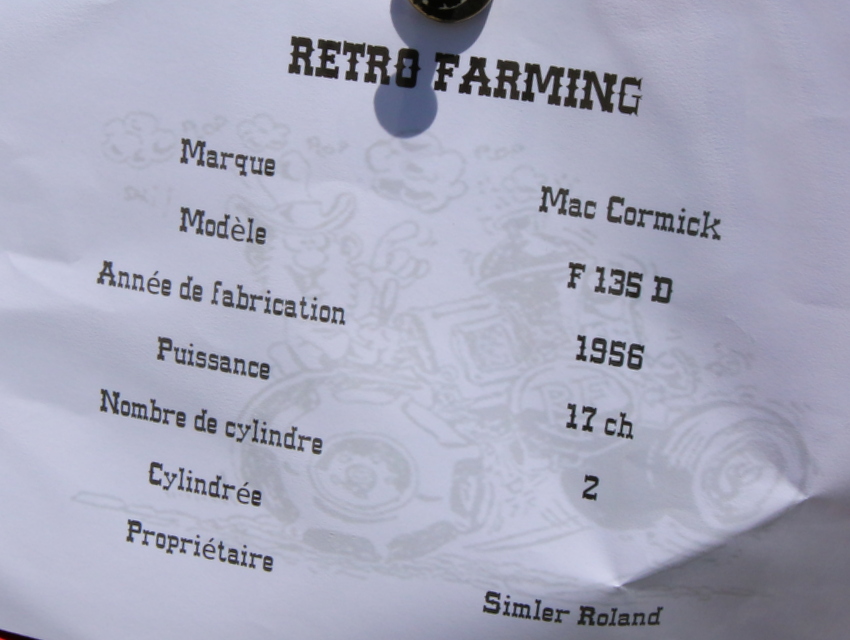 RETRO FARMING
Marque Mac Cormick
Modèle F 135 D
Année de fabrication 1956
Puissance 17 ch
Nombre de cylindre 2
Cylindrée
Propriétaire Simler Roland